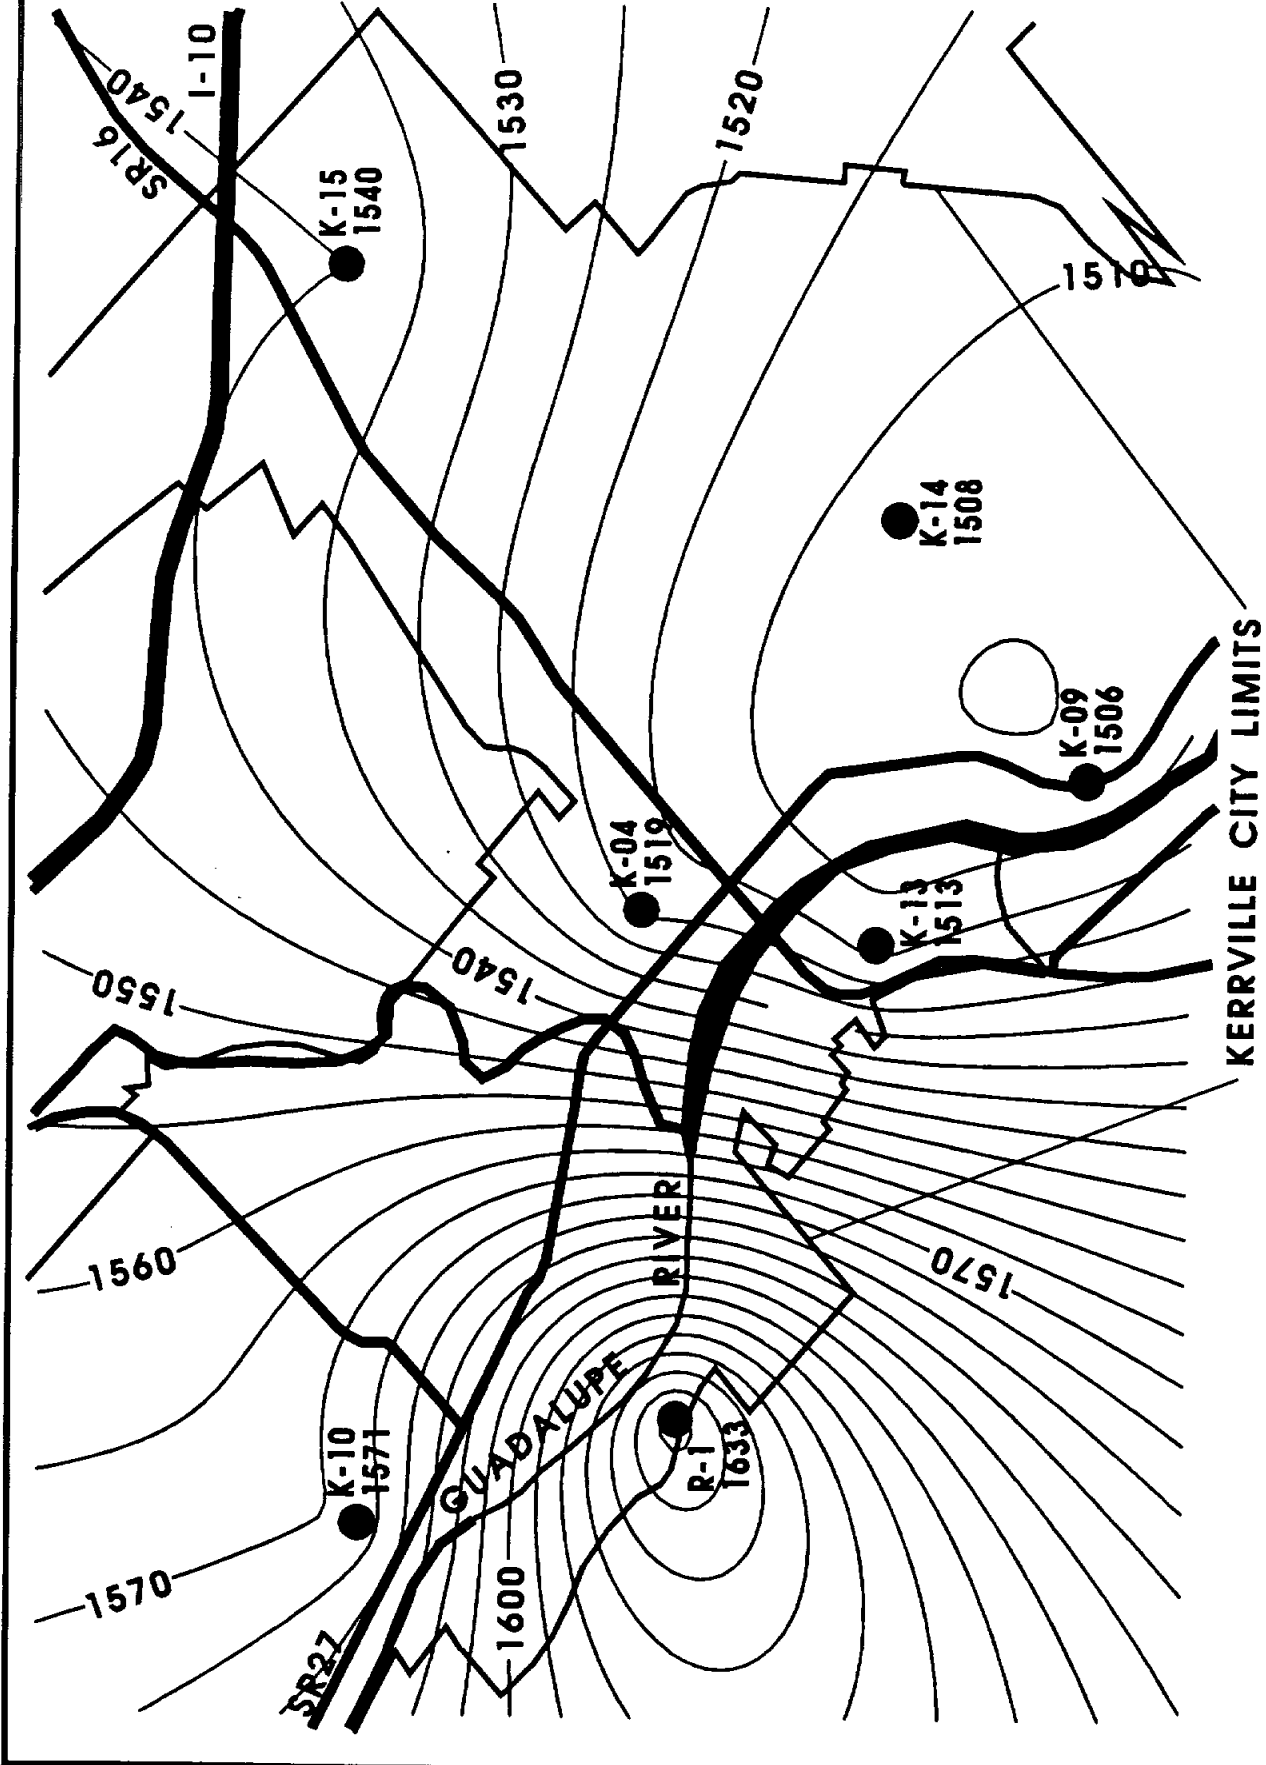 I-10
1540
SR16
K-15
1540
1530
1520
1510
K-14
1508
K-09
1506
K-04
1519
K-13
1513
1550
1540
KERRVILLE CITY LIMITS
1560
RIVER
1570
GUADALUPE
K-10
1571
R-1
1633
1570
1600
SR27